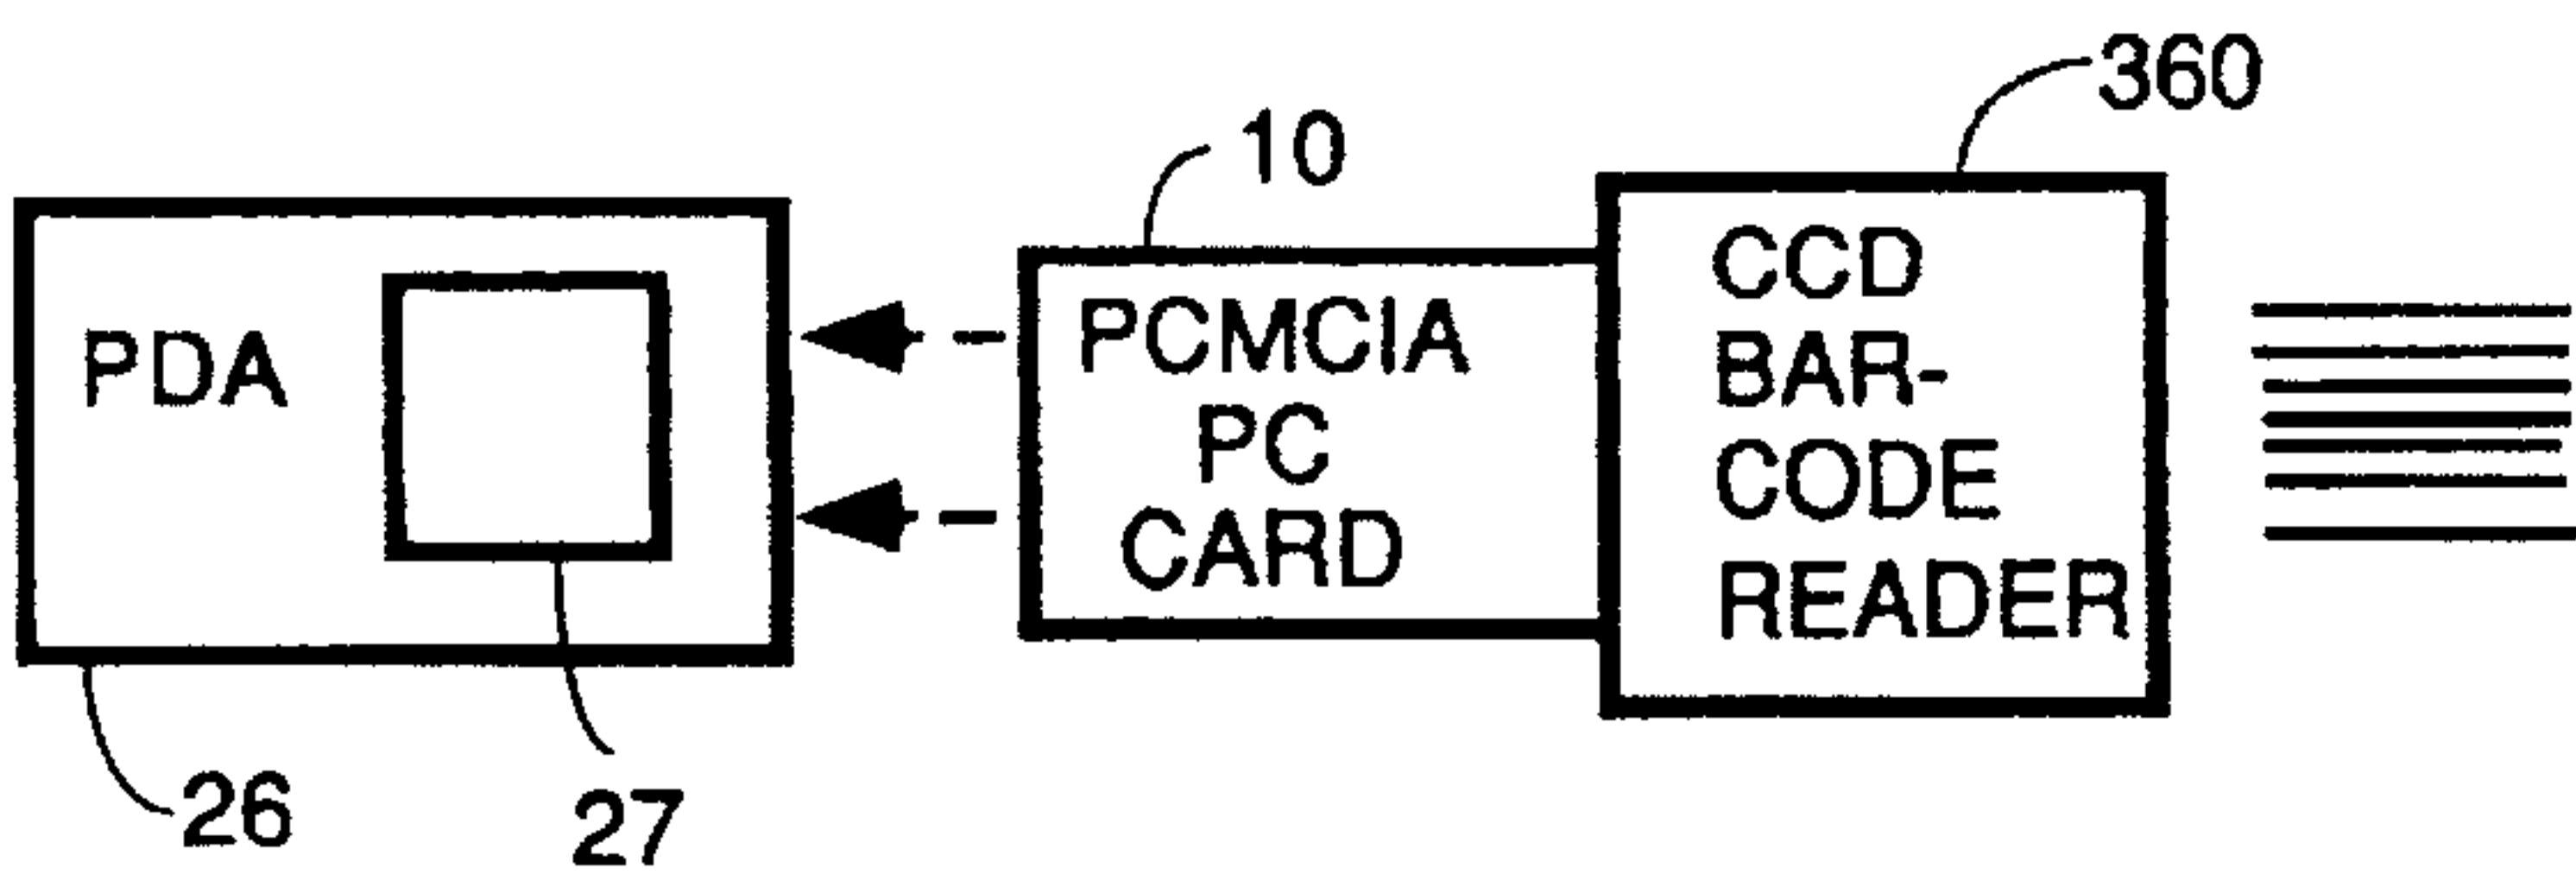 360
10
CCD
PCMCIA
BAR-
PDA
PC
CODE
CARD
READER
26
27